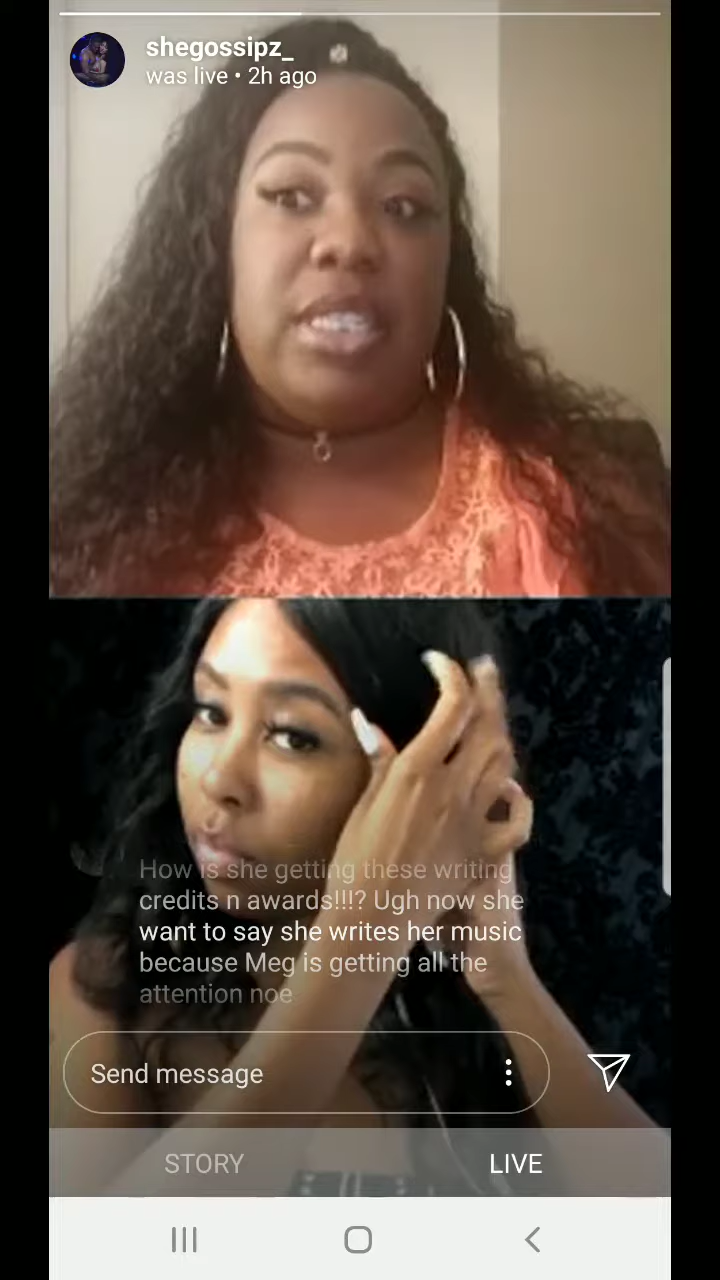 shegossipz_
was live • 2h ago
How is she getting these writing
credits n awards!!!? Ugh now she
want to say she writes her music
because Meg is getting all the
attention noe
Send message
STORY
LIVE